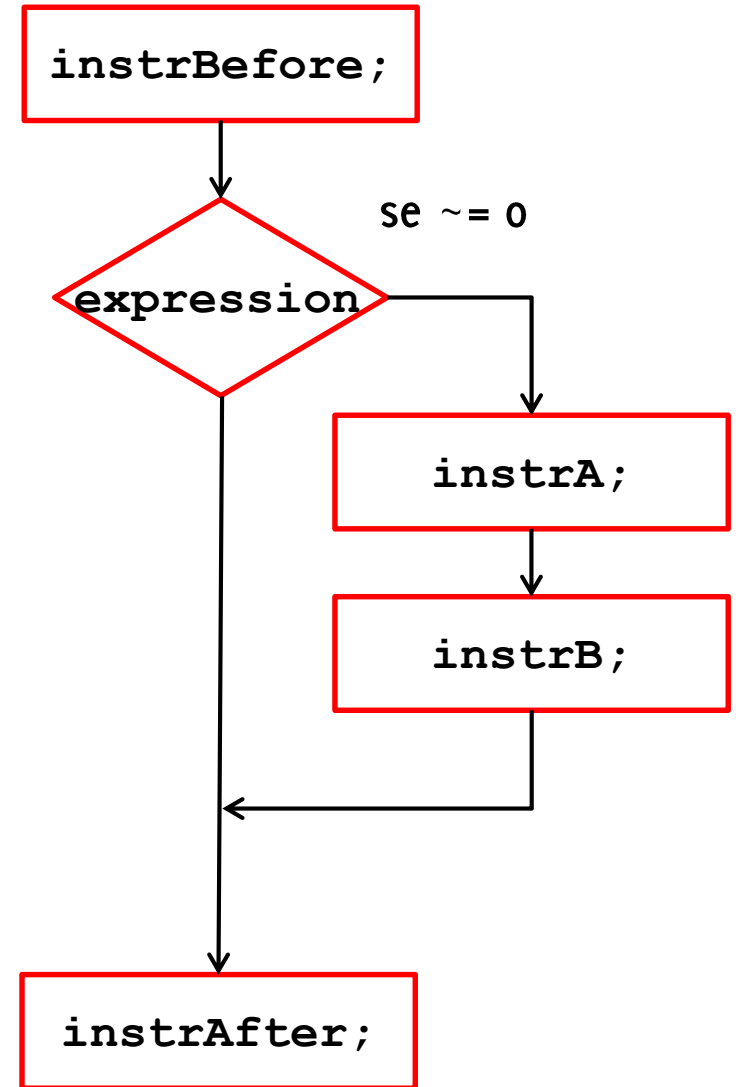 instrBefore;
se ~= 0
expression
instrA;
instrB;
instrAfter;